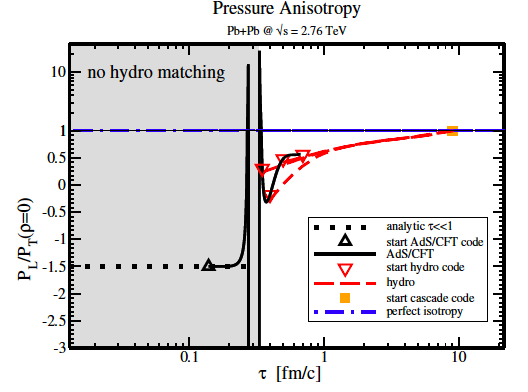 Pressure Anisotropy
Pb+Pb @ √s = 2.76 TeV
no hydro matching
10
1
0.5
0
-0.5
-1
-1.5
-2
-2.5
-3
P_L/P_T(ρ=0)
analytic τ<<1
start AdS/CFT code
AdS/CFT
start hydro code
hydro
start cascade code
perfect isotropy
0.1
1
10
τ [fm/c]